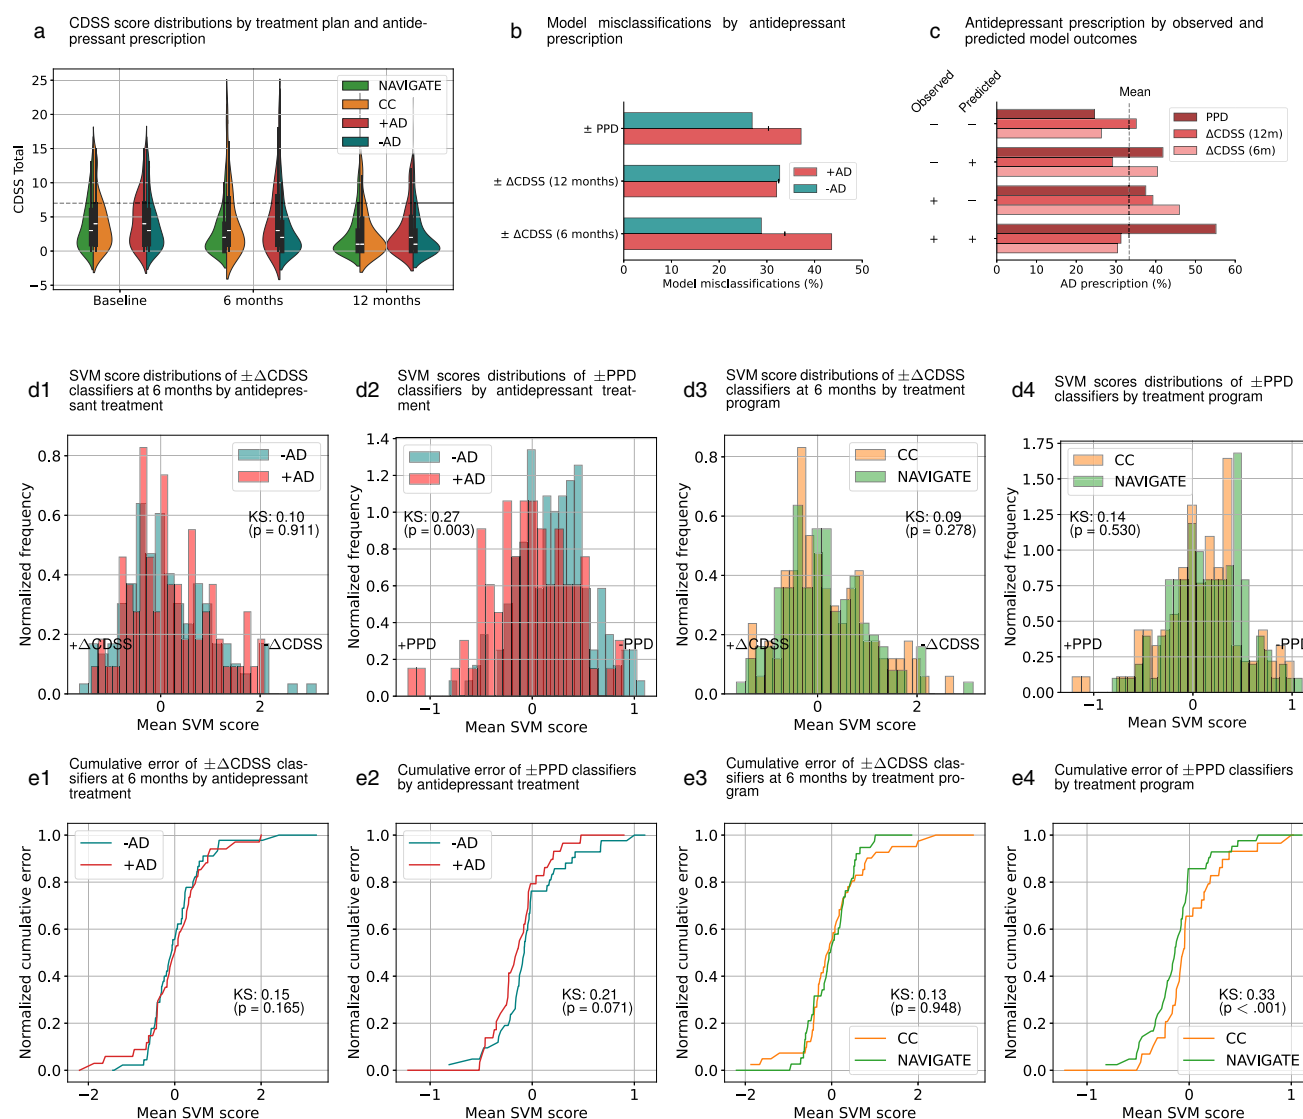 a
CDSS score distributions by treatment plan and antide-
pressant prescription
CDSS Total
25
20
15
10
5
0
−5
NAVIGATE
CC
+AD
-AD
Baseline
6 months
12 months
b
Model misclassifications by antidepressant
prescription
± PPD
± ΔCDSS (12 months)
± ΔCDSS (6 months)
+AD
-AD
0 10 20 30 40 50
Model misclassifications (%)
c
Antidepressant prescription by observed and
predicted model outcomes
Observed
Predicted
Mean
− −
− +
+ −
+ +
PPD
ΔCDSS (12m)
ΔCDSS (6m)
0 10 20 30 40 50 60
AD prescription (%)
d1
SVM score distributions of ±ΔCDSS
classifiers at 6 months by antidepres-
sant treatment
Normalized frequency
0.8
0.6
0.4
0.2
0.0
-AD
+AD
KS: 0.10
(p = 0.911)
+ΔCDSS
-ΔCDSS
0 2
Mean SVM score
d2
SVM scores distributions of ±PPD
classifiers by antidepressant treat-
ment
Normalized frequency
1.4
1.2
1.0
0.8
0.6
0.4
0.2
0.0
-AD
+AD
KS: 0.27
(p = 0.003)
+PPD
-PPD
−1 0 1
Mean SVM score
d3
SVM score distributions of ±ΔCDSS
classifiers at 6 months by treatment
program
Normalized frequency
0.8
0.6
0.4
0.2
0.0
CC
NAVIGATE
KS: 0.09
(p = 0.278)
+ΔCDSS
-ΔCDSS
0 2
Mean SVM score
d4
SVM scores distributions of ±PPD
classifiers by treatment program
Normalized frequency
1.75
1.50
1.25
1.00
0.75
0.50
0.25
0.00
CC
NAVIGATE
KS: 0.14
(p = 0.530)
+PPD
-PPD
−1 0 1
Mean SVM score
e1
Cumulative error of ±ΔCDSS clas-
sifiers at 6 months by antidepressant
treatment
Normalized cumulative error
1.0
0.8
0.6
0.4
0.2
0.0
-AD
+AD
KS: 0.15
(p = 0.165)
−2 0 2
Mean SVM score
e2
Cumulative error of ±PPD classifiers
by antidepressant treatment
Normalized cumulative error
1.0
0.8
0.6
0.4
0.2
0.0
-AD
+AD
KS: 0.21
(p = 0.071)
−1 0 1
Mean SVM score
e3
Cumulative error of ±ΔCDSS clas-
sifiers at 6 months by treatment pro-
gram
Normalized cumulative error
1.0
0.8
0.6
0.4
0.2
0.0
KS: 0.13
(p = 0.948)
CC
NAVIGATE
−2 0 2
Mean SVM score
e4
Cumulative error of ±PPD classifiers
by treatment program
Normalized cumulative error
1.0
0.8
0.6
0.4
0.2
0.0
KS: 0.33
(p < .001)
CC
NAVIGATE
−1 0 1
Mean SVM score